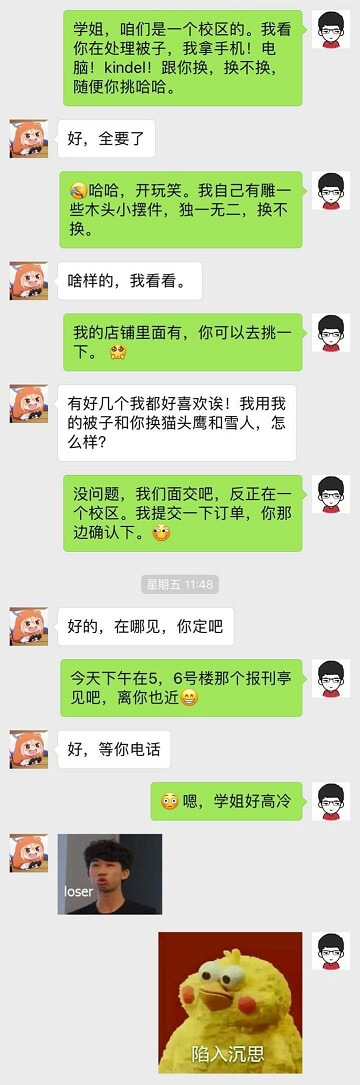 学姐，咱们是一个校区的。我看
你在处理被子，我拿手机！电
脑！kindel！跟你换，换不换，
随便你挑哈哈。
好，全要了
哈哈，开玩笑。我自己有雕一
些木头小摆件，独一无二，换不
换。
啥样的，我看看。
我的店铺里面有，你可以去挑一
下。
有好几个我都好喜欢诶！我用我
的被子和你换猫头鹰和雪人，怎
么样？
没问题，我们面交吧，反正在一
个校区。我提交一下订单，你那
边确认下。
星期五 11:48
好的，在哪见，你定吧
今天下午在5，6号楼那个报刊亭
见吧，离你也近
好，等你电话
嗯，学姐好高冷
loser
陷入沉思